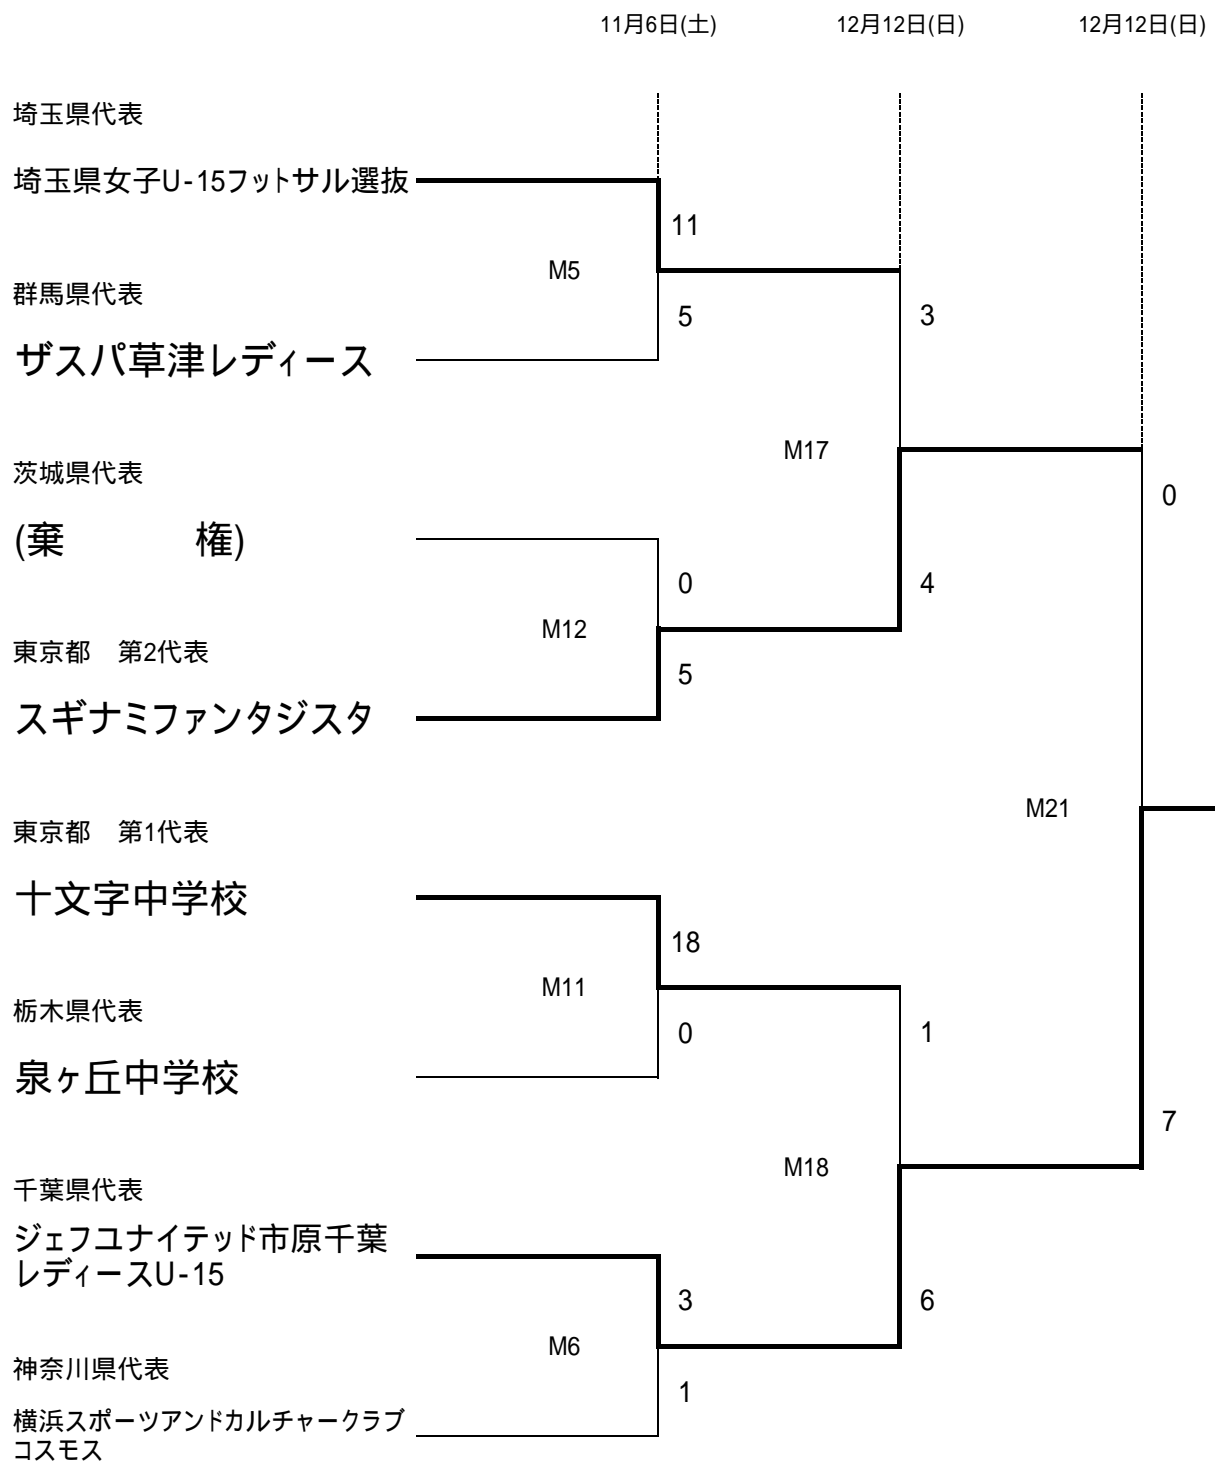 11月6日(土) 12月12日(日) 12月12日(日)
埼玉県代表
埼玉県女子U-15フットサル選抜
11
M5
群馬県代表
5
3
ザスパ草津レディース
M17
茨城県代表
0
(棄　　　権)
0
4
M12
東京都　第2代表
5
スギナミファンタジスタ
M21
東京都　第1代表
十文字中学校
18
M11
栃木県代表
0
1
泉ヶ丘中学校
7
M18
千葉県代表
ジェフユナイテッド市原千葉
レディースU-15
3
6
M6
神奈川県代表
1
横浜スポーツアンドカルチャークラブ
コスモス